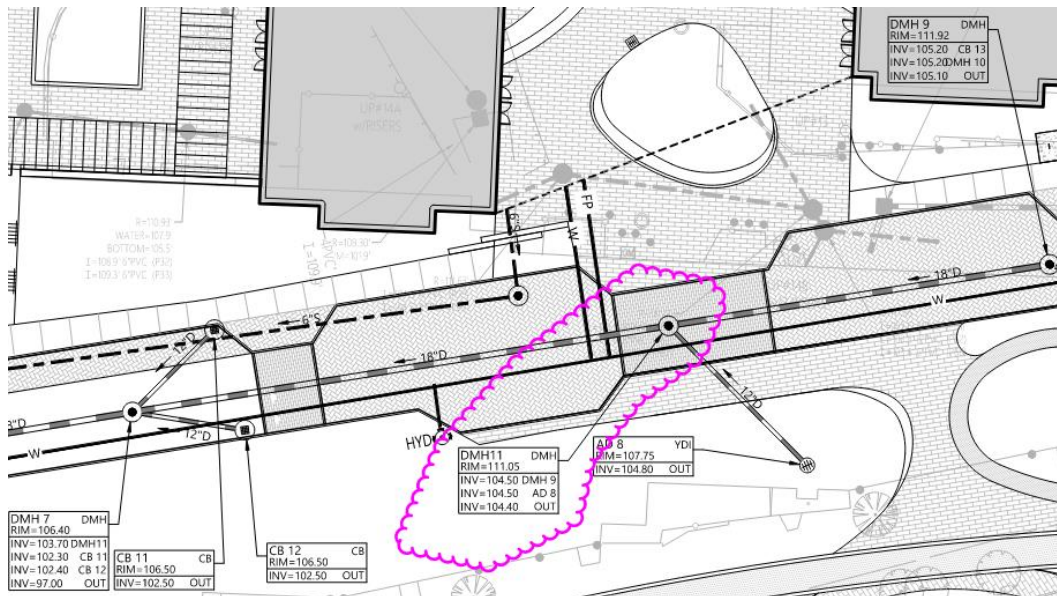 DMH 9 DMH
RIM=111.92
INV=105.20 CB 13
INV=105.20 DMH 10
INV=105.10 OUT
UP#14A
w/RISERS
6"S
W
FP
18"D
W
6"S
12"D
18"D
12"D
12"D
W
HYD
DMH11 DMH
RIM=111.05
INV=104.50 DMH 9
INV=104.50 AD 8
INV=104.40 OUT
AD 8 YDI
RIM=107.75
INV=104.80 OUT
DMH 7 DMH
RIM=106.40
INV=103.70 DMH11
INV=102.30 CB 11
INV=102.40 CB 12
INV=97.00 OUT
CB 11 CB
RIM=106.50
INV=102.50 OUT
CB 12 CB
RIM=106.50
INV=102.50 OUT